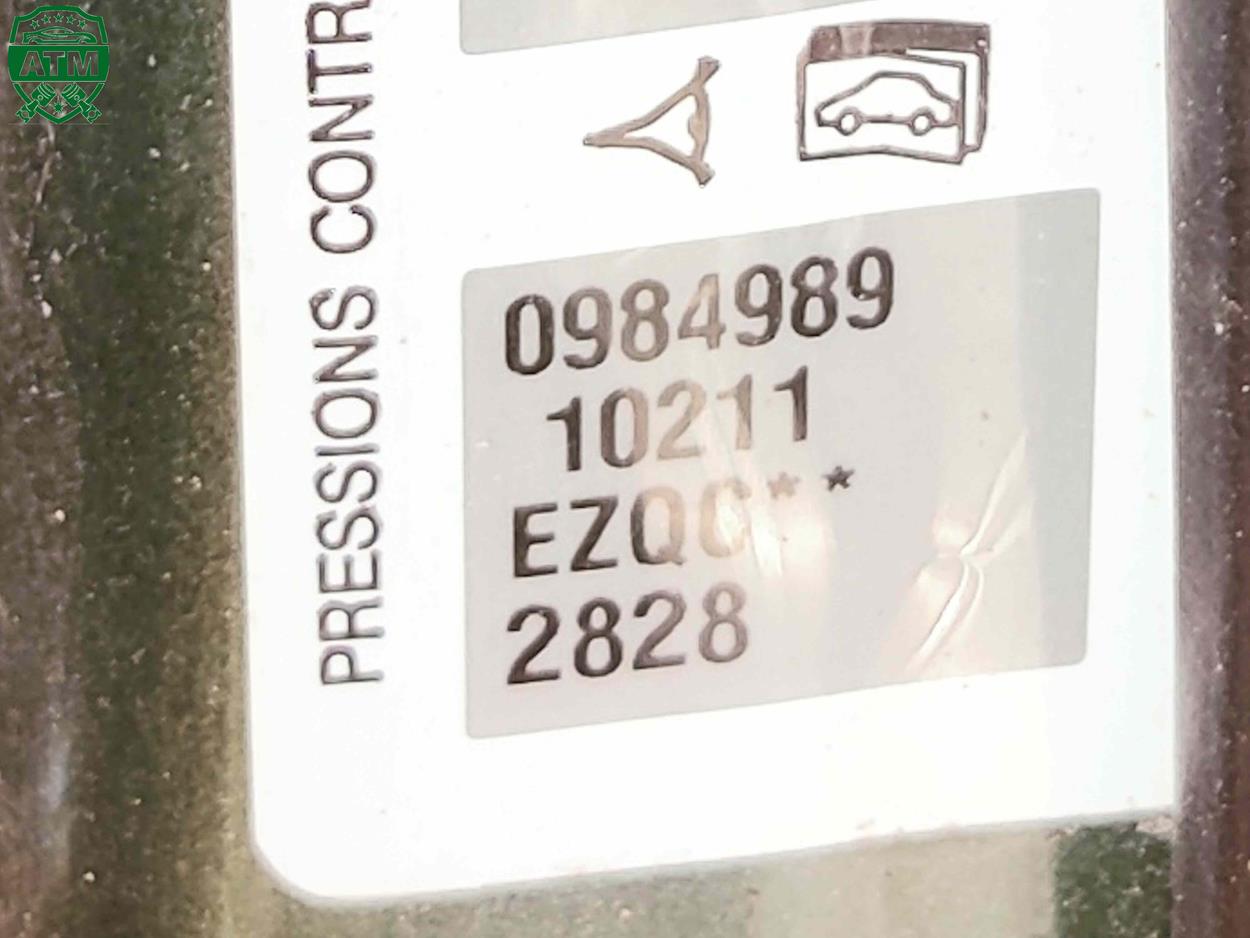 ATM
PRESSIONS CONTR
0984989
10211
EZQC**
2828